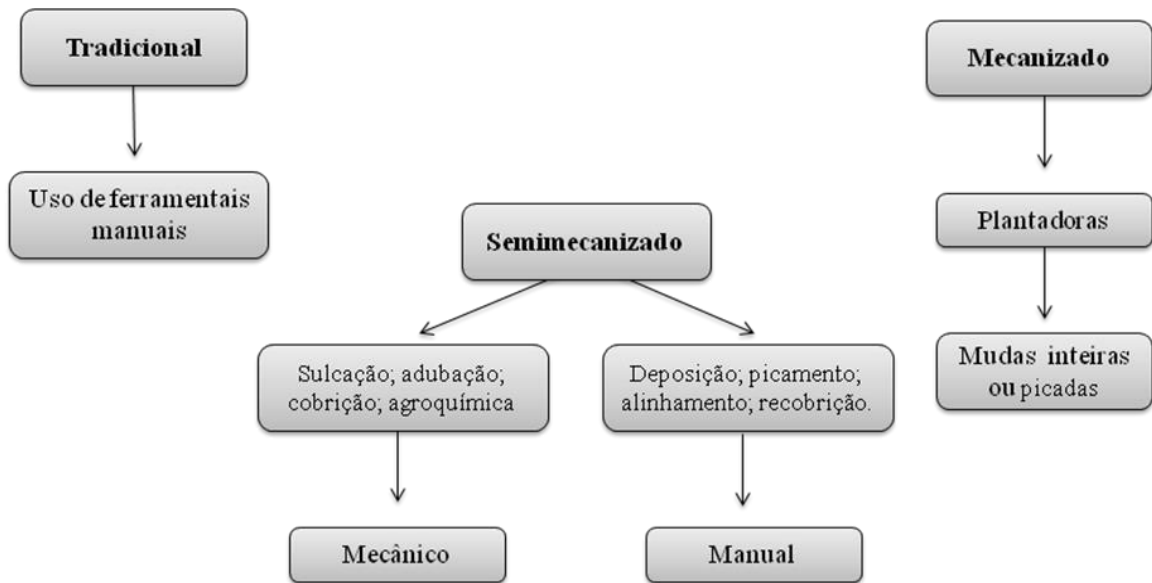 Tradicional
Uso de ferramentais
manuais
Semimecanizado
Sulcação; adubação;
cobrição; agroquímica
Mecânico
Deposição; picamento;
alinhamento; recobrição.
Manual
Mecanizado
Plantadoras
Mudas inteiras
ou picadas